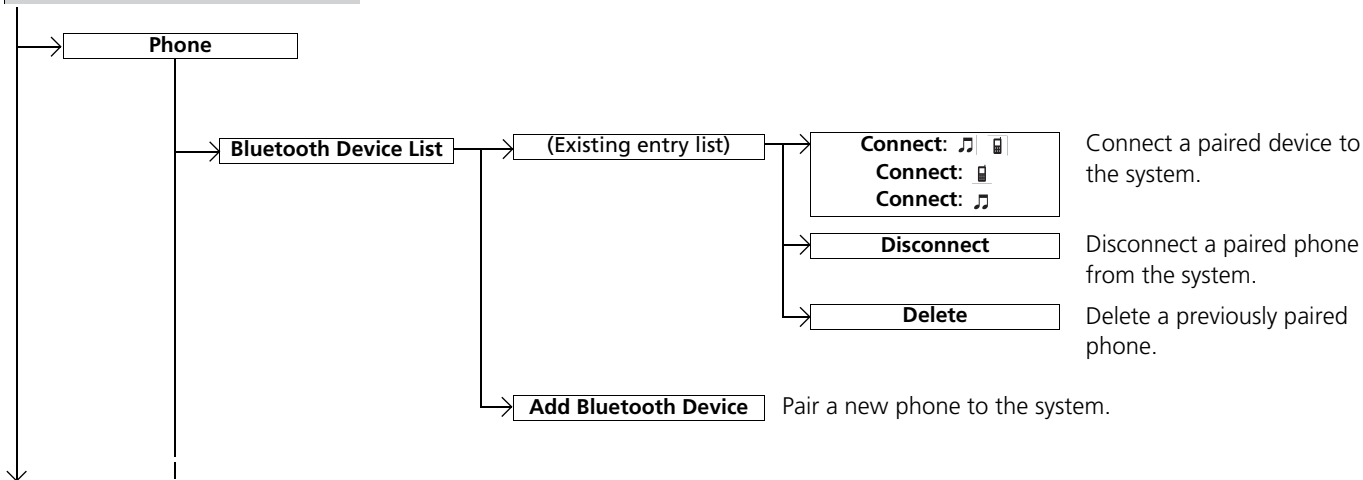 Phone
Bluetooth Device List
(Existing entry list)
Connect:
Connect:
Connect:
Connect a paired device to
the system.
Disconnect
Disconnect a paired phone
from the system.
Delete
Delete a previously paired
phone.
Add Bluetooth Device
Pair a new phone to the system.